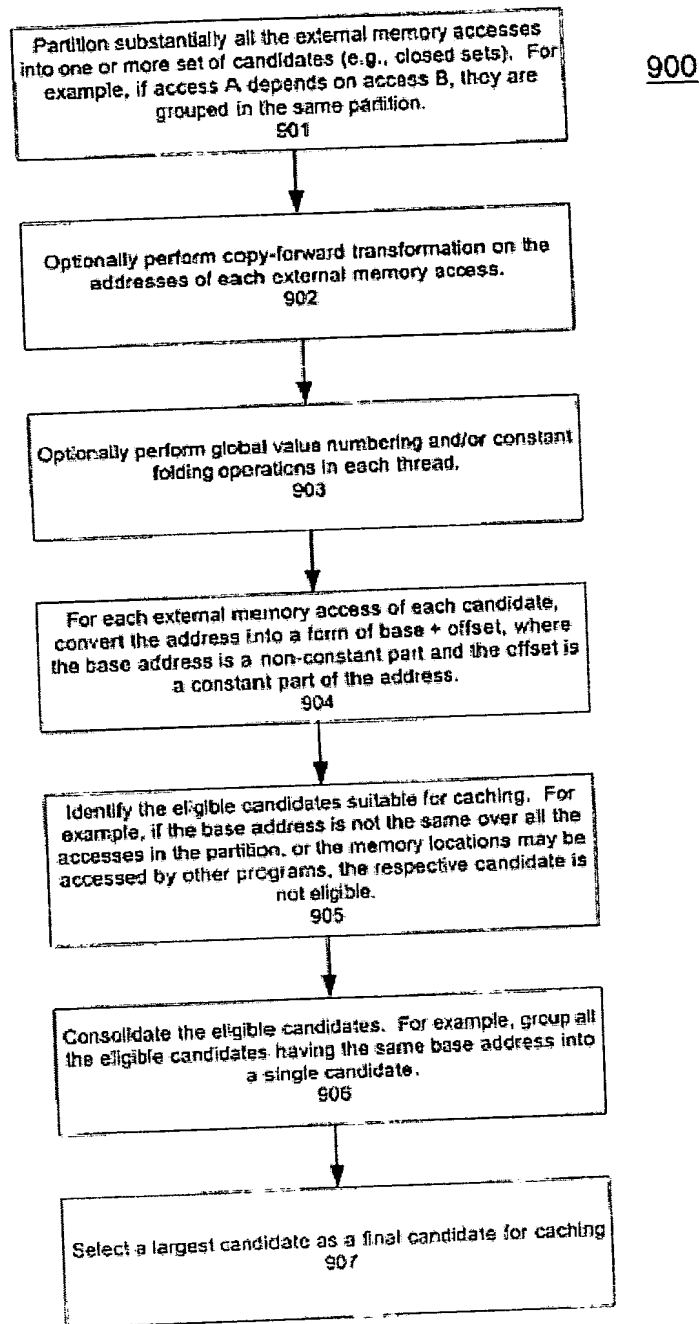 900
Partition substantially all the external memory accesses
into one or more set of candidates (e.g., closed sets). For
example, if access A depends on access B, they are
grouped in the same partition.
901
Optionally perform copy-forward transformation on the
addresses of each external memory access.
902
Optionally perform global value numbering and/or constant
folding operations in each thread.
903
For each external memory access of each candidate,
convert the address into a form of base + offset, where
the base address is a non-constant part and the offset is
a constant part of the address.
904
Identify the eligible candidates suitable for caching. For
example, if the base address is not the same over all the
accesses in the partition, or the memory locations may be
accessed by other programs, the respective candidate is
not eligible.
905
Consolidate the eligible candidates. For example, group all
the eligible candidates having the same base address into
a single candidate.
906
Select a largest candidate as a final candidate for caching
907